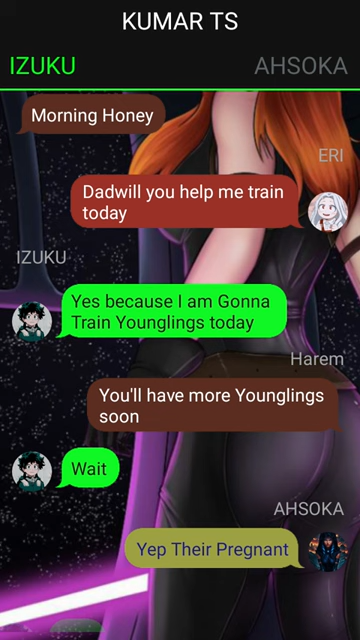 KUMAR TS
IZUKU
AHSOKA
Morning Honey
ERI
Dadwill you help me train
today
IZUKU
Yes because I am Gonna
Train Younglings today
Harem
You'll have more Younglings
soon
Wait
AHSOKA
Yep Their Pregnant